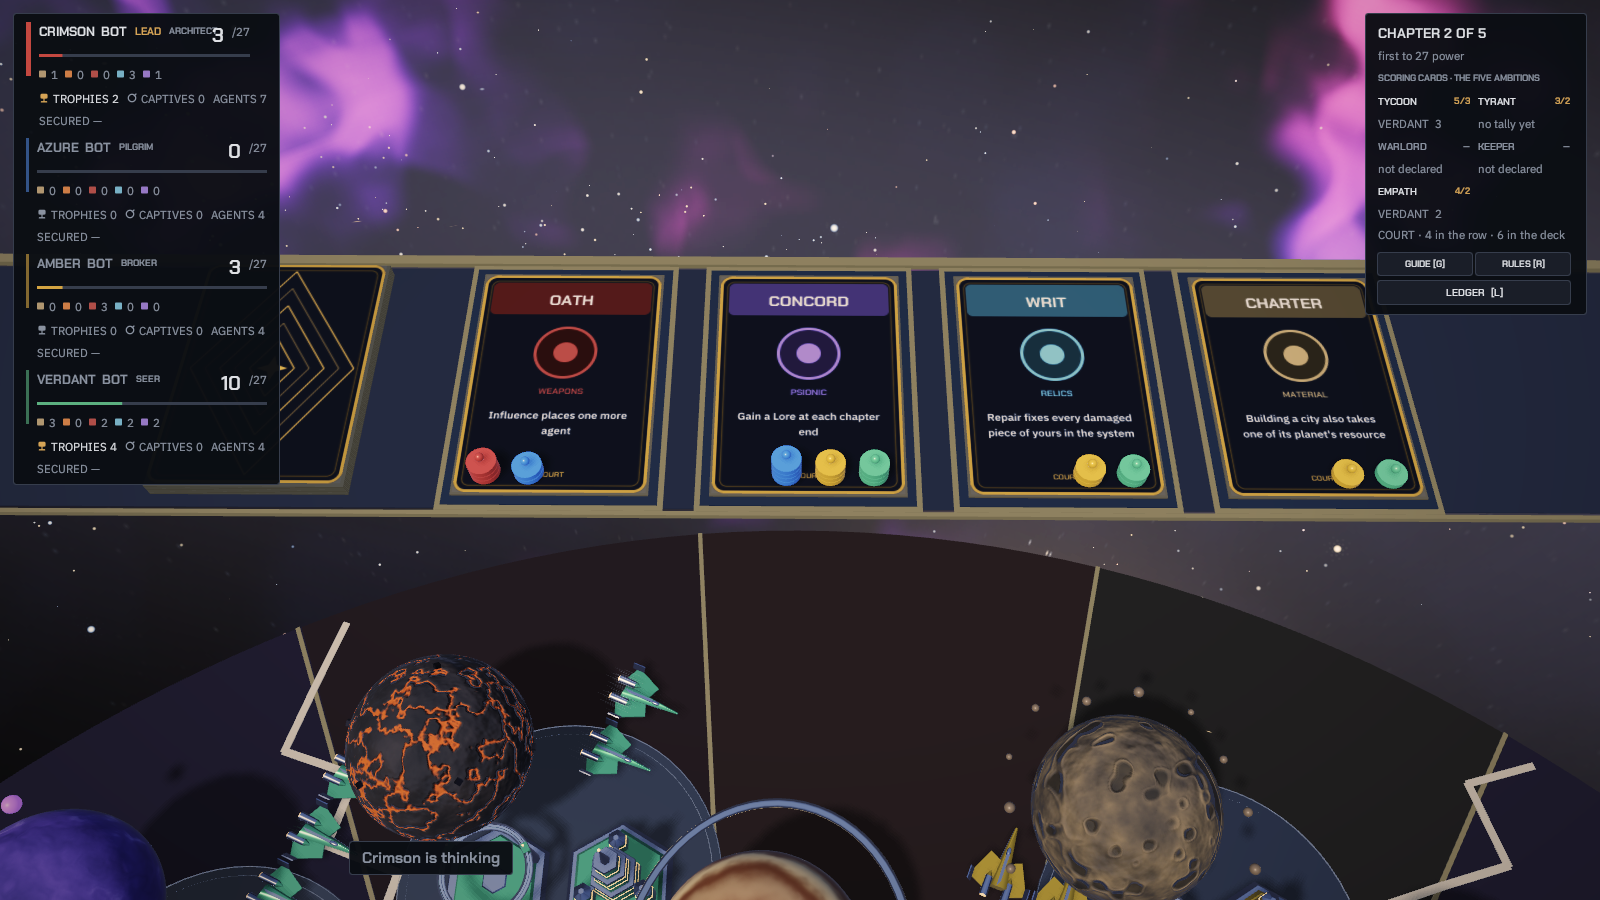 CRIMSON BOT LEAD ARCHITECT 3 /27
1 0 0 3 1
TROPHIES 2 CAPTIVES 0 AGENTS 7
SECURED —
AZURE BOT PILGRIM 0 /27
0 0 0 0 0
TROPHIES 0 CAPTIVES 0 AGENTS 4
SECURED —
AMBER BOT BROKER 3 /27
0 0 3 0 0
TROPHIES 0 CAPTIVES 0 AGENTS 4
SECURED —
VERDANT BOT SEER 10 /27
3 0 2 2 2
TROPHIES 4 CAPTIVES 0 AGENTS 4
SECURED —
OATH
WEAPONS
Influence places one more
agent
CONCORD
PSIONIC
Gain a Lore at each chapter
end
WRIT
RELICS
Repair fixes every damaged
piece of yours in the system
CHARTER
MATERIAL
Building a city also takes
one of its planet's resource
CHAPTER 2 OF 5
first to 27 power
SCORING CARDS · THE FIVE AMBITIONS
TYCOON 5/3 TYRANT 3/2
VERDANT 3 no tally yet
WARLORD — KEEPER —
not declared not declared
EMPATH 4/2
VERDANT 2
COURT · 4 in the row · 6 in the deck
GUIDE [G] RULES [R]
LEDGER [L]
Crimson is thinking